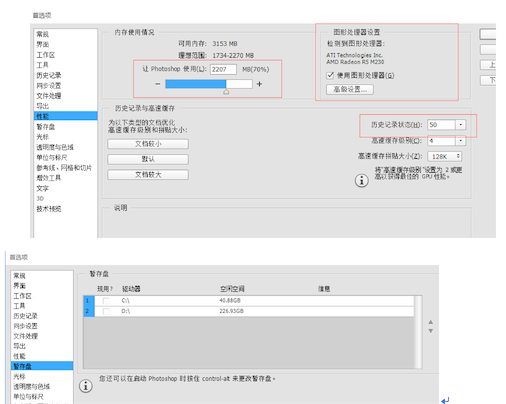 首选项
常规
界面
工作区
工具
历史记录
同步设置
文件处理
导出
性能
暂存盘
光标
透明度与色域
单位与标尺
参考线、网格和切片
增效工具
文字
3D
技术预览
内存使用情况
可用内存: 3153 MB
理想范围: 1734-2270 MB
让 Photoshop 使用(L): 2207 MB(70%)
图形处理器设置
检测到图形处理器:
ATI Technologies Inc.
AMD Radeon R5 M230
使用图形处理器(G)
高级设置...
历史记录与高速缓存
为以下类型的文档优化
高速缓存级别和拼贴大小:
文档较小
默认
文档较大
历史记录状态(H): 50
高速缓存级别(C): 4
高速缓存拼贴大小(Z): 128K
将“高速缓存级别”设置为 2 或更
高以获得最佳的 GPU 性能。
说明
首选项
常规
界面
工作区
工具
历史记录
同步设置
文件处理
导出
性能
暂存盘
光标
透明度与色域
单位与标尺
暂存盘
现用? 驱动器 空闲空间 信息
1 C:\ 40.88GB
2 D:\ 226.93GB
您还可以在启动 Photoshop 时按住 control-alt 来更改暂存盘。